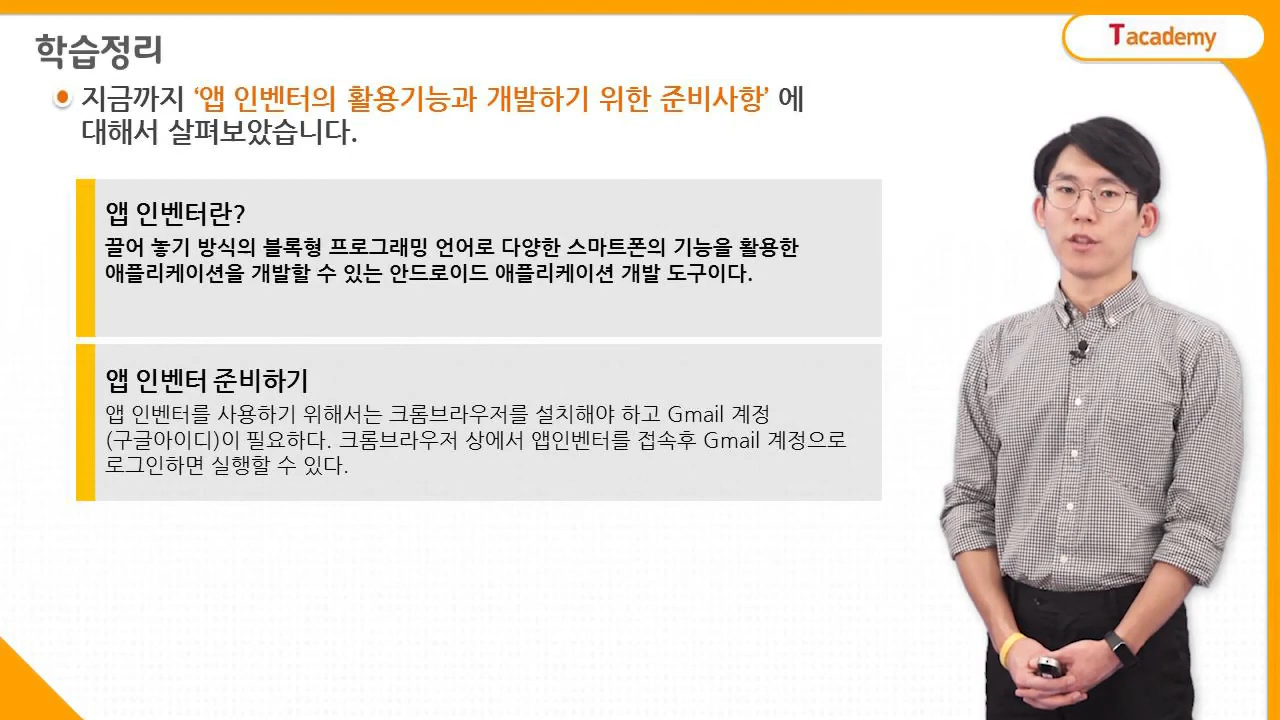 학습정리
Tacademy
지금까지 ‘앱 인벤터의 활용기능과 개발하기 위한 준비사항’ 에
대해서 살펴보았습니다.
앱 인벤터란?
끌어 놓기 방식의 블록형 프로그래밍 언어로 다양한 스마트폰의 기능을 활용한
애플리케이션을 개발할 수 있는 안드로이드 애플리케이션 개발 도구이다.
앱 인벤터 준비하기
앱 인벤터를 사용하기 위해서는 크롬브라우저를 설치해야 하고 Gmail 계정
(구글아이디)이 필요하다. 크롬브라우저 상에서 앱인벤터를 접속후 Gmail 계정으로
로그인하면 실행할 수 있다.